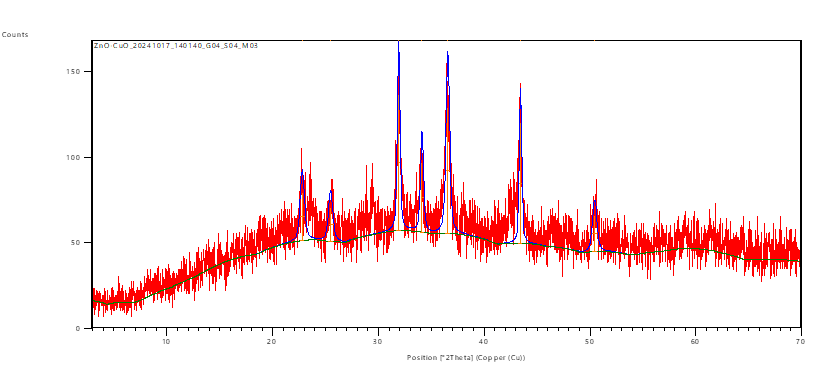 Counts
ZnO-CuO_20241017_140140_G04_S04_M03
150
100
50
0
10 20 30 40 50 60 70
Position [°2Theta] (Copper (Cu))